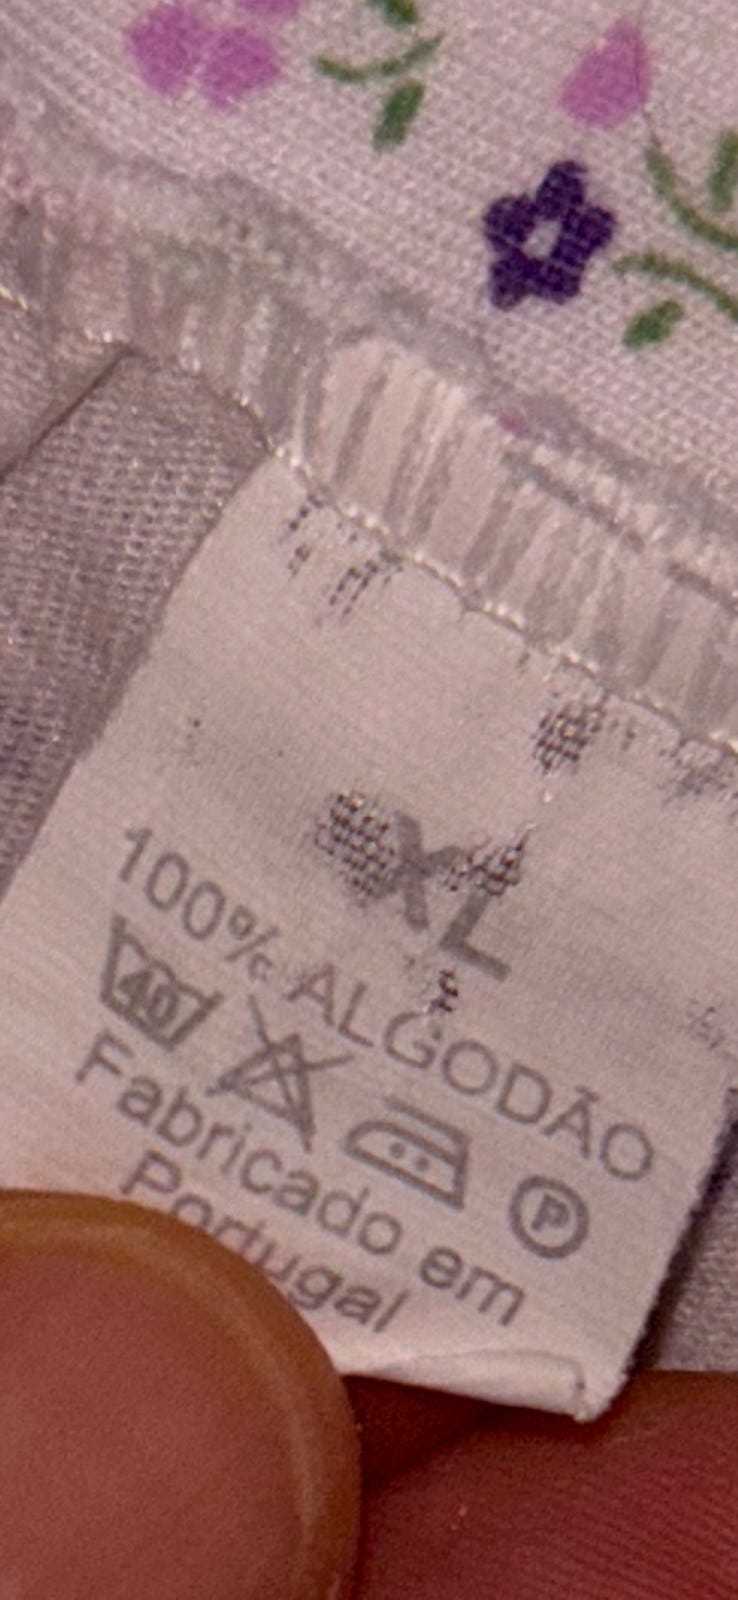 XL
100% ALGODÃO
40
P
Fabricado em
Portugal